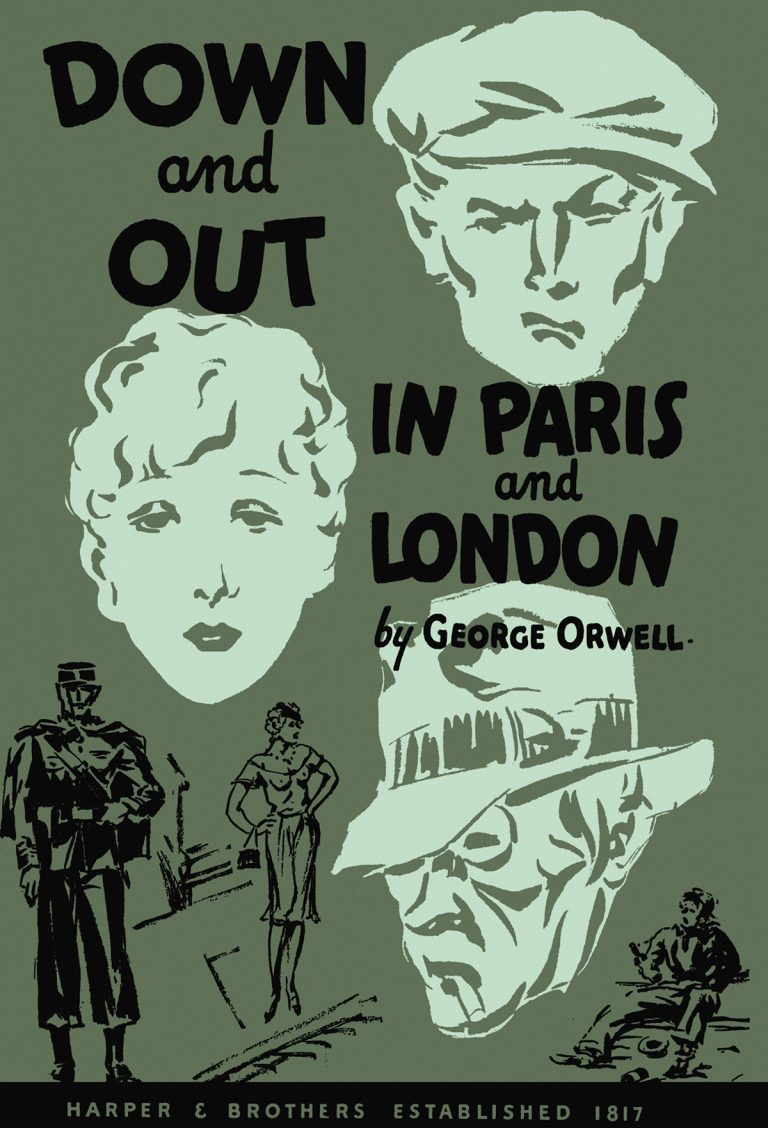 DOWN
and
OUT
IN PARIS
and
LONDON
by GEORGE ORWELL.
HARPER & BROTHERS ESTABLISHED 1817